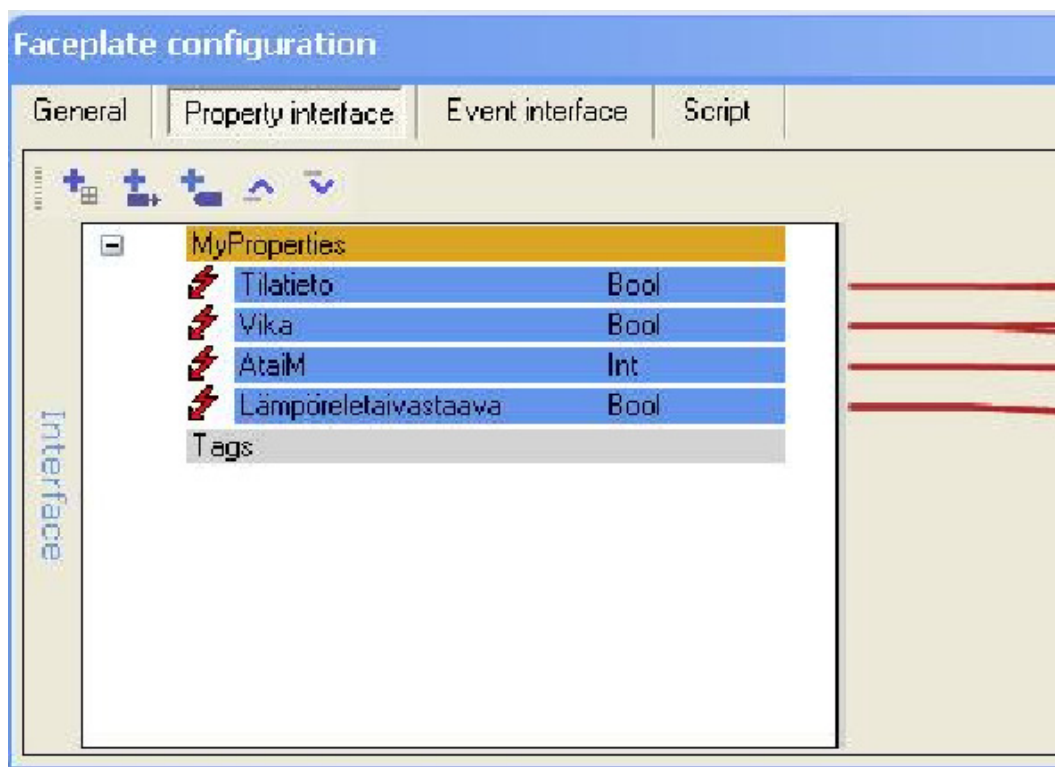 Faceplate configuration
General Property interface Event interface Script
MyProperties
Tilatieto Bool
Vika Bool
AtaiM Int
Lämpöreletaivastaava Bool
Tags
Interface